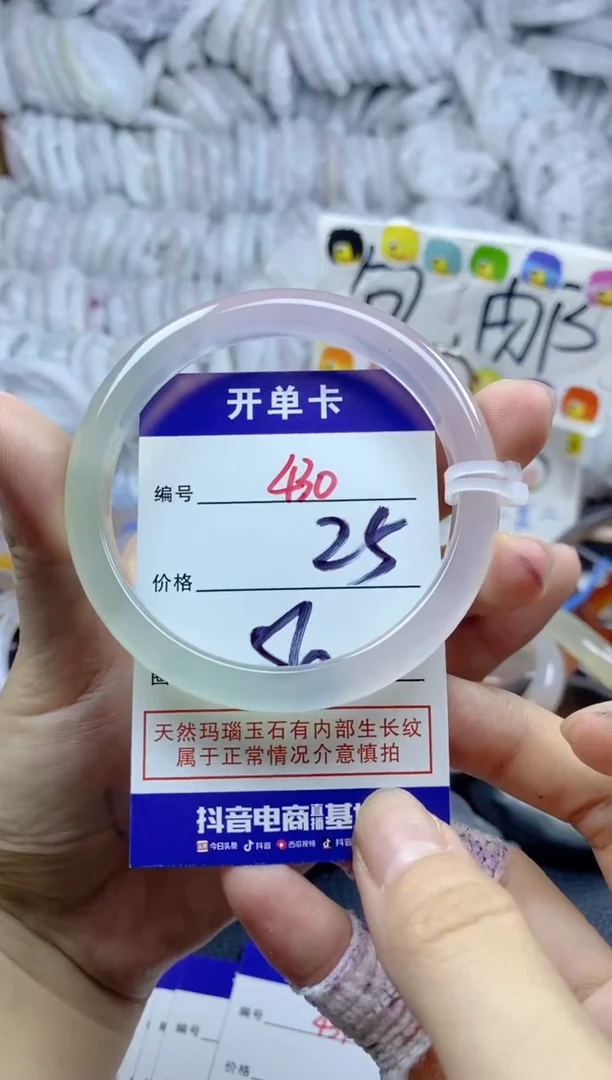 包邮
开单卡
编号 430
25
价格
天然玛瑙玉石有内部生长纹
属于正常情况介意慎拍
抖音电商直播基
今日头条 抖音 西瓜视频 抖音
编号
编号
价格